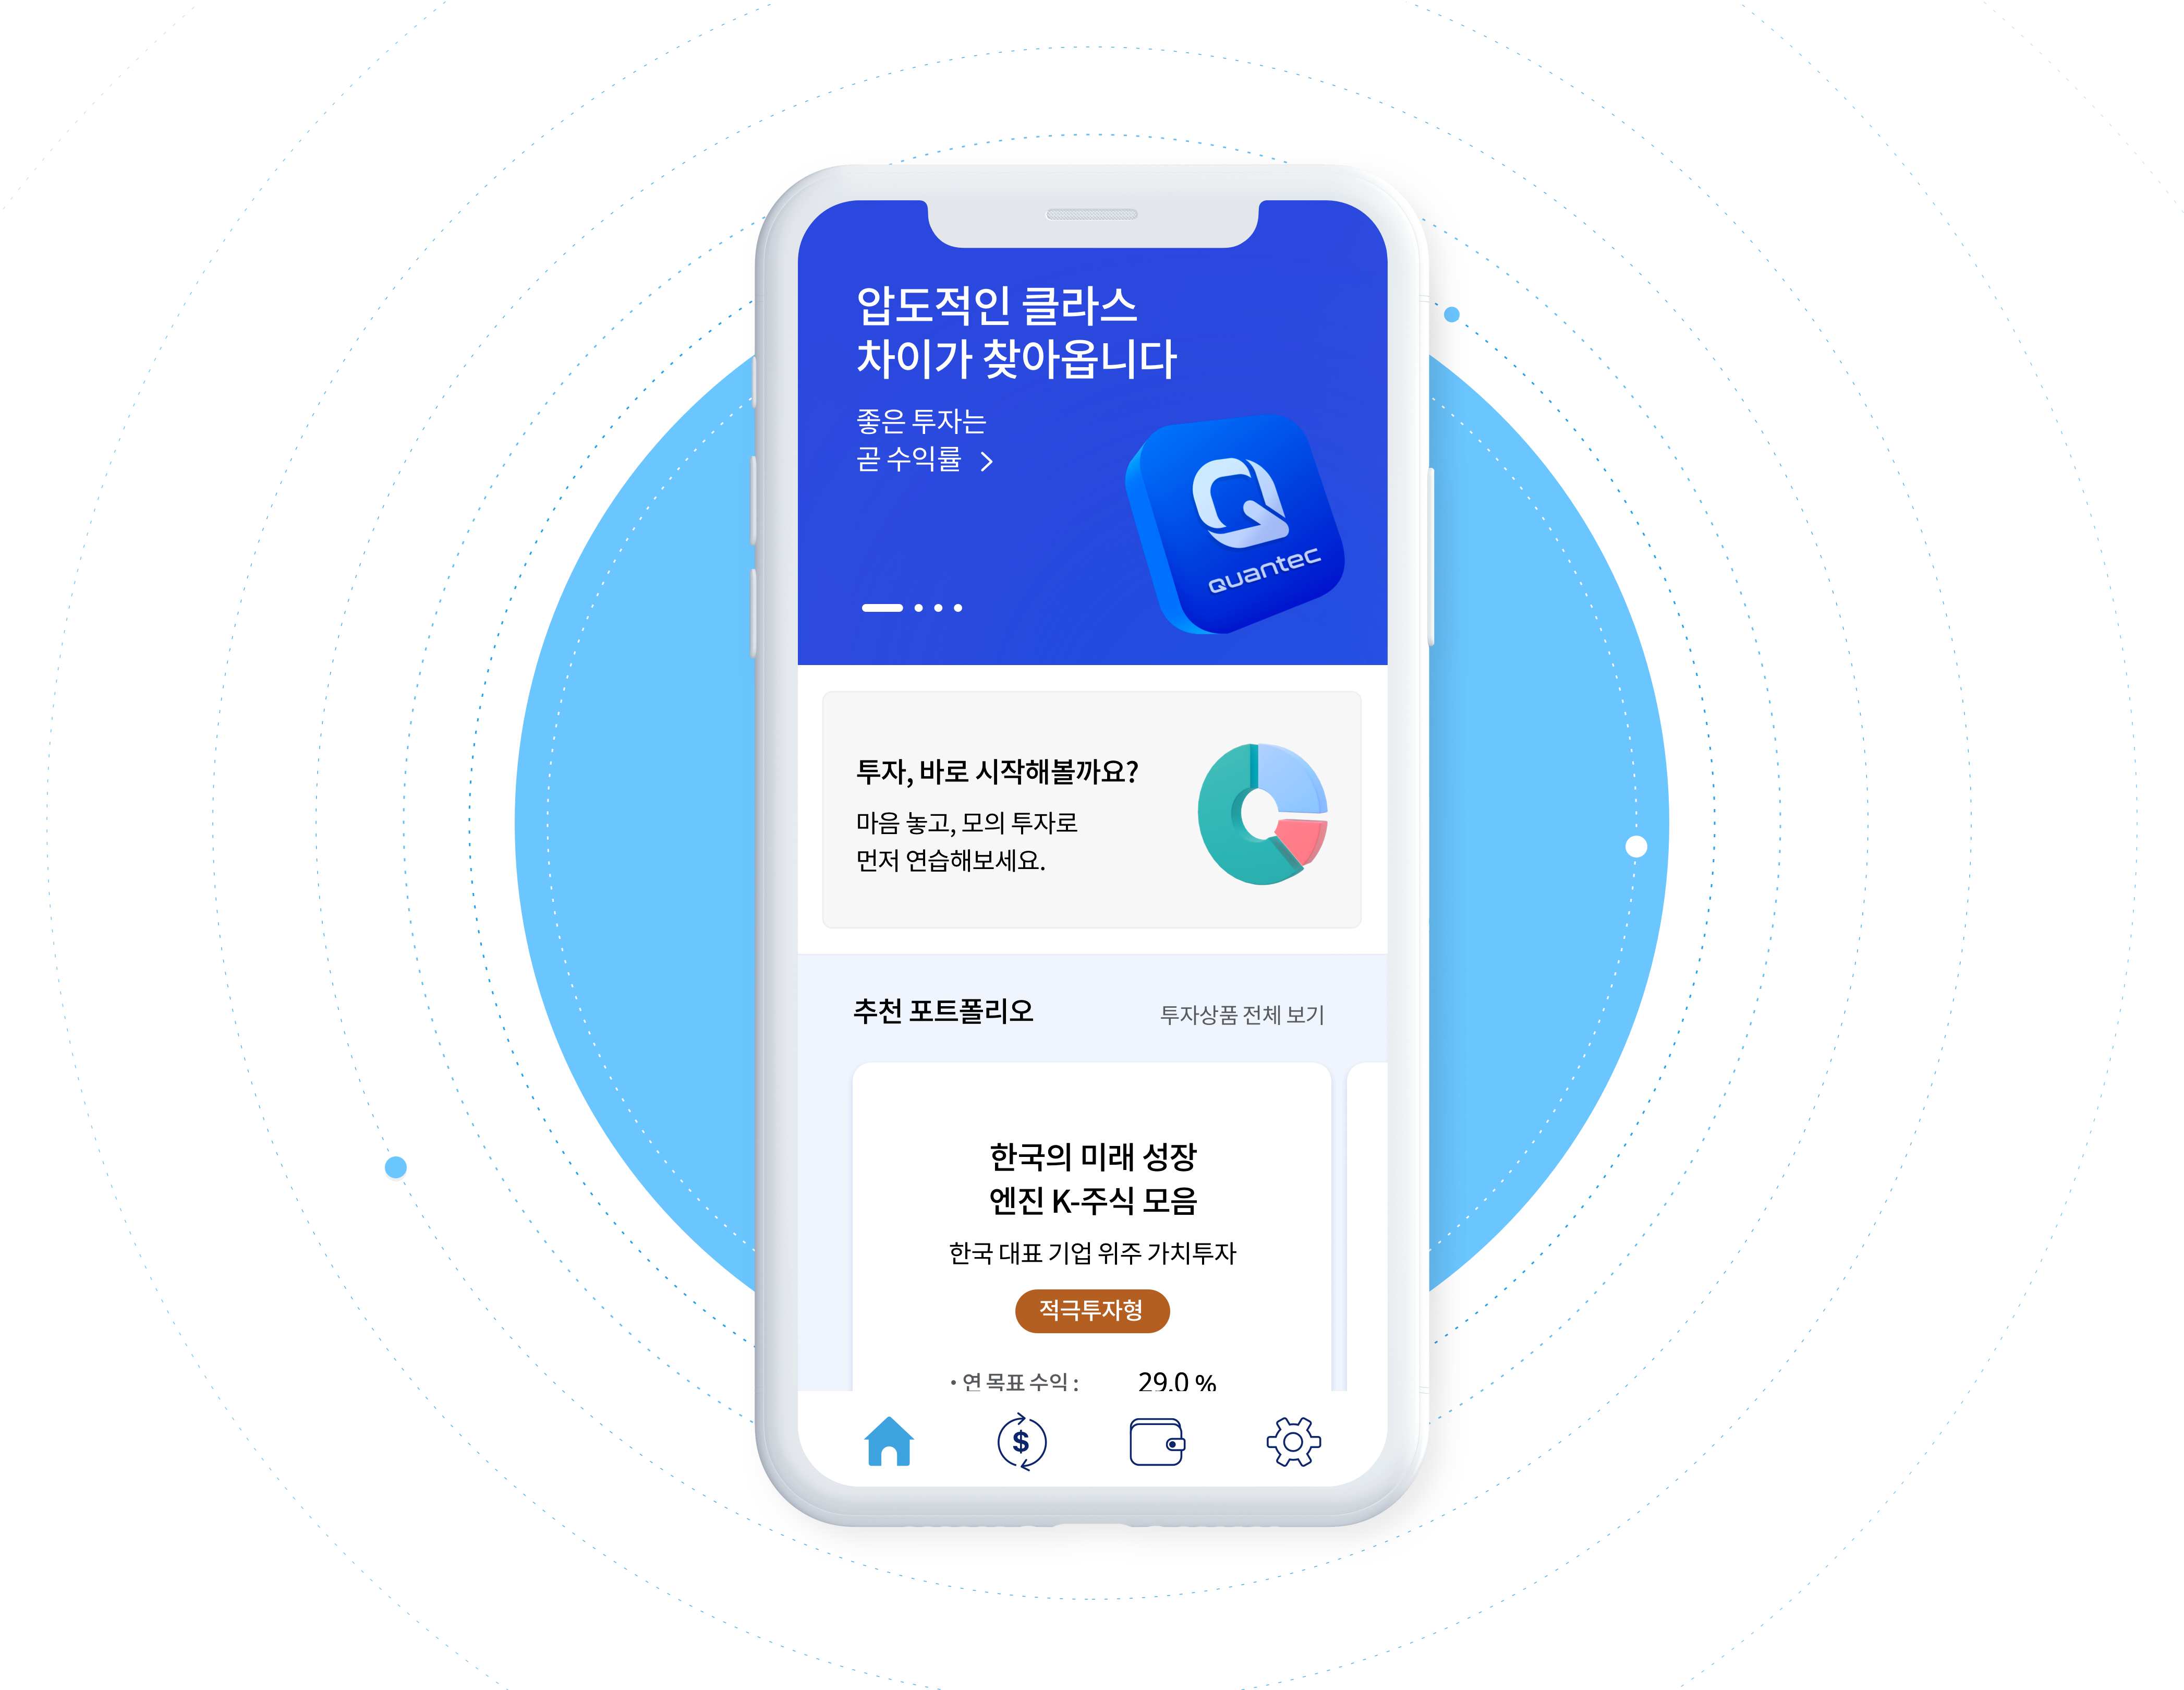 압도적인 클라스
차이가 찾아옵니다
좋은 투자는
곧 수익률
Quantec
투자, 바로 시작해볼까요?
마음 놓고, 모의 투자로
먼저 연습해보세요.
추천 포트폴리오
투자상품 전체 보기
한국의 미래 성장
엔진 K-주식 모음
한국 대표 기업 위주 가치투자
적극투자형
• 연 목표 수익 : 29.0 %
$